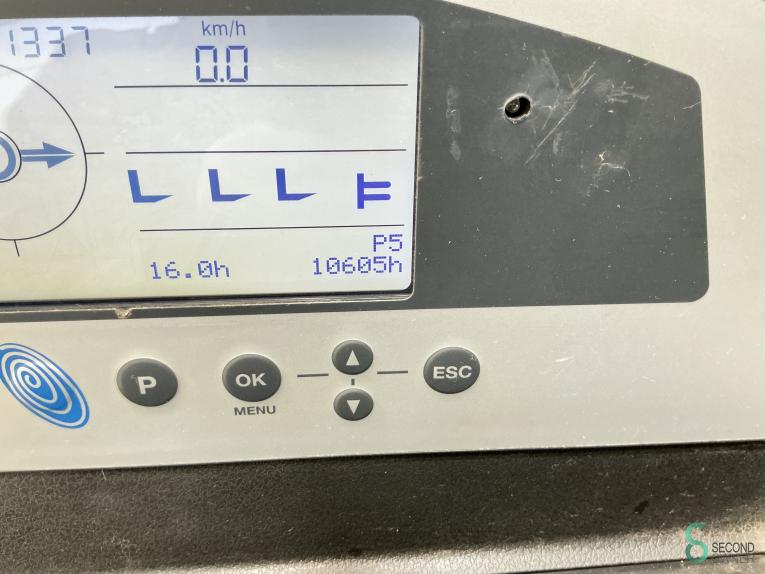 1337
km/h
0.0
P5
16.0h 10605h
P
OK
MENU
ESC
SECOND